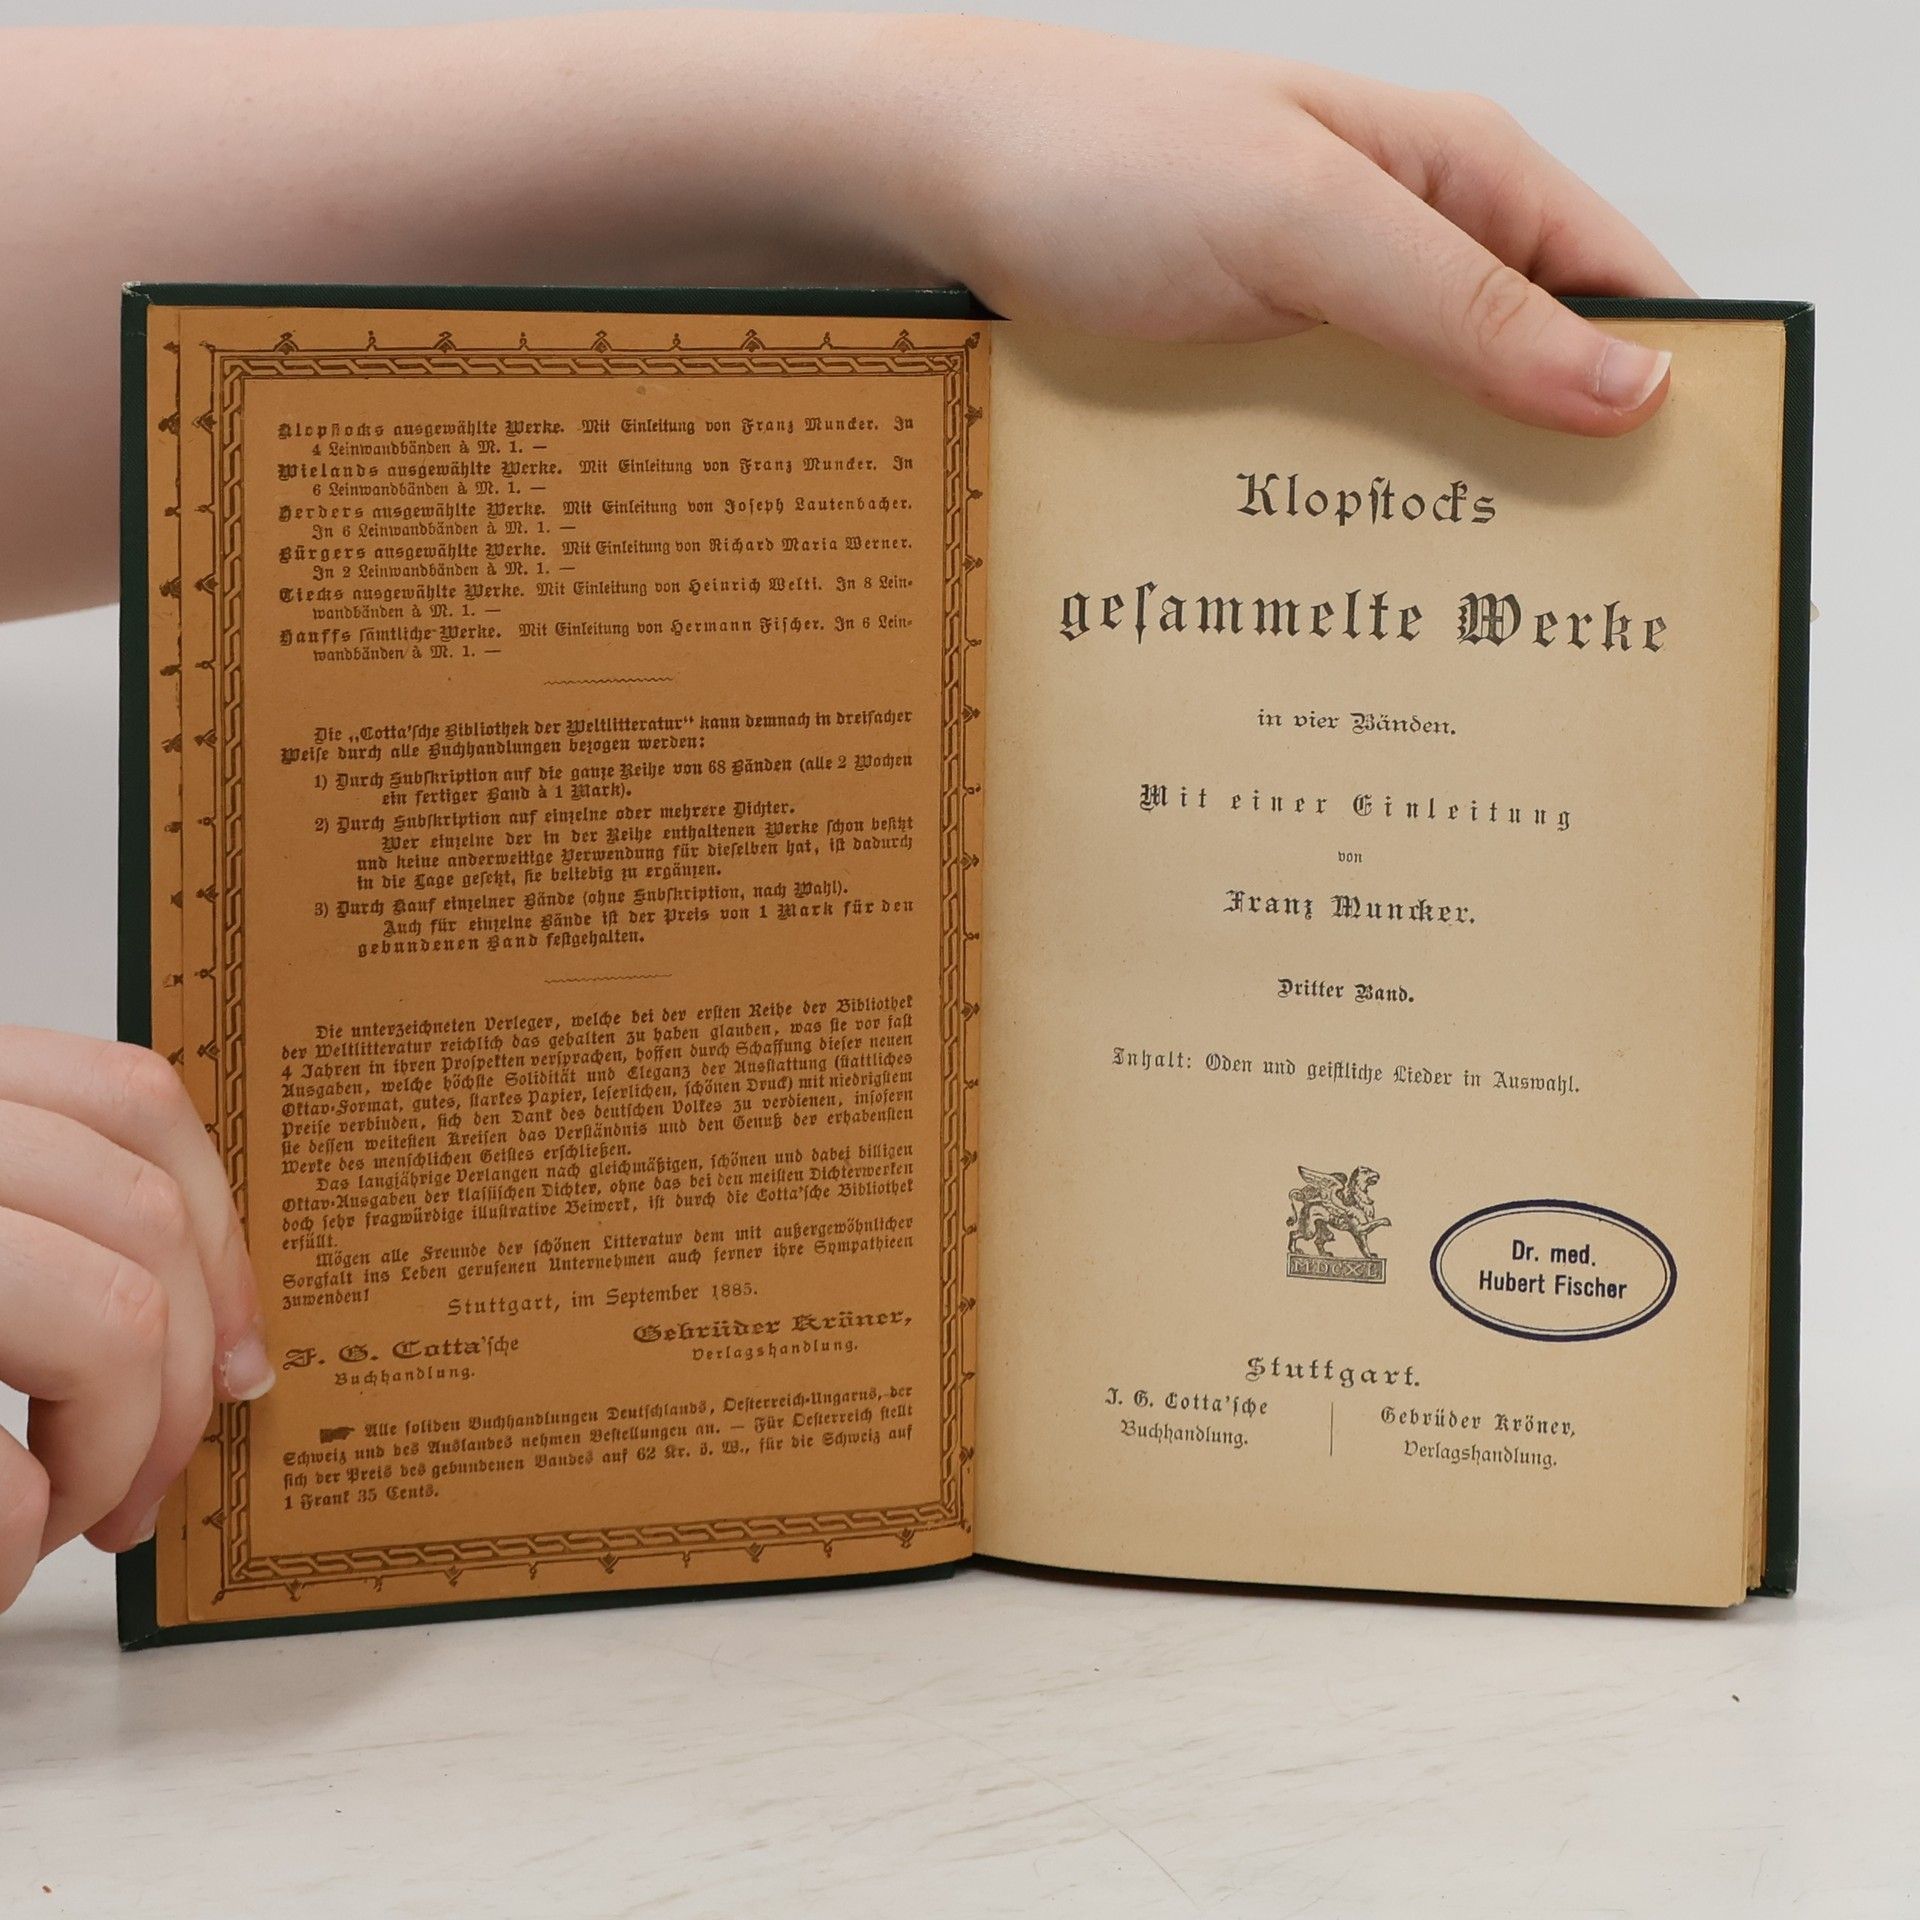 Klopstocks ausgewählte Werke. Mit Einleitung von Franz Muncker. In
4 Leinwandbänden à M. 1. —
Wielands ausgewählte Werke. Mit Einleitung von Franz Muncker. In
6 Leinwandbänden à M. 1. —
Herders ausgewählte Werke. Mit Einleitung von Joseph Lautenbacher.
In 6 Leinwandbänden à M. 1. —
Bürgers ausgewählte Werke. Mit Einleitung von Richard Maria Werner.
In 2 Leinwandbänden à M. 1. —
Tiecks ausgewählte Werke. Mit Einleitung von Heinrich Welti. In 8 Lein-
wandbänden à M. 1. —
Hauffs sämtliche Werke. Mit Einleitung von Hermann Fischer. In 6 Lein-
wandbänden à M. 1. —
Die „Cotta'sche Bibliothek der Weltlitteratur“ kann demnach in dreifacher
Weise durch alle Buchhandlungen bezogen werden:
1) Durch Subskription auf die ganze Reihe von 68 Bänden (alle 2 Wochen
ein fertiger Band à 1 Mark).
2) Durch Subskription auf einzelne oder mehrere Dichter.
Wer einzelne der in der Reihe enthaltenen Werke schon besitzt
und keine anderweitige Verwendung für dieselben hat, ist dadurch
in die Lage gesetzt, sie beliebig zu ergänzen.
3) Durch Kauf einzelner Bände (ohne Subskription, nach Wahl).
Auch für einzelne Bände ist der Preis von 1 Mark für den
gebundenen Band festgehalten.
Die unterzeichneten Verleger, welche bei der ersten Reihe der Bibliothek
der Weltlitteratur reichlich das gehalten zu haben glauben, was sie vor fast
4 Jahren in ihren Prospekten versprachen, hoffen durch Schaffung dieser neuen
Ausgaben, welche höchste Solidität und Eleganz der Ausstattung (stattliches
Oktav-Format, gutes, starkes Papier, leserlichen, schönen Druck) mit niedrigstem
Preise verbinden, sich den Dank des deutschen Volkes zu verdienen, insofern
sie dessen weitesten Kreisen das Verständnis und den Genuß der erhabensten
Werke des menschlichen Geistes erschließen.
Das langjährige Verlangen nach gleichmäßigen, schönen und dabei billigen
Oktav-Ausgaben der klassischen Dichter, ohne das bei den meisten Dichterwerken
doch sehr fragwürdige illustrative Beiwerk, ist durch die Cotta'sche Bibliothek
erfüllt.
Mögen alle Freunde der schönen Litteratur dem mit außergewöhnlicher
Sorgfalt ins Leben gerufenen Unternehmen auch ferner ihre Sympathieen
zuwenden!
Stuttgart, im September 1885.
J. G. Cotta'sche
Buchhandlung.
Gebrüder Kröner,
Verlagshandlung.
Alle soliden Buchhandlungen Deutschlands, Oesterreich-Ungarns, der
Schweiz und des Auslandes nehmen Bestellungen an. — Für Oesterreich stellt
sich der Preis des gebundenen Bandes auf 62 Kr. ö. W., für die Schweiz auf
1 Frank 35 Cents.
Klopstocks
gesammelte Werke
in vier Bänden.
Mit einer Einleitung
von
Franz Muncker.
Dritter Band.
Inhalt: Oden und geistliche Lieder in Auswahl.
MDCXL
Dr. med.
Hubert Fischer
Stuttgart.
J. G. Cotta'sche
Buchhandlung.
Gebrüder Kröner,
Verlagshandlung.